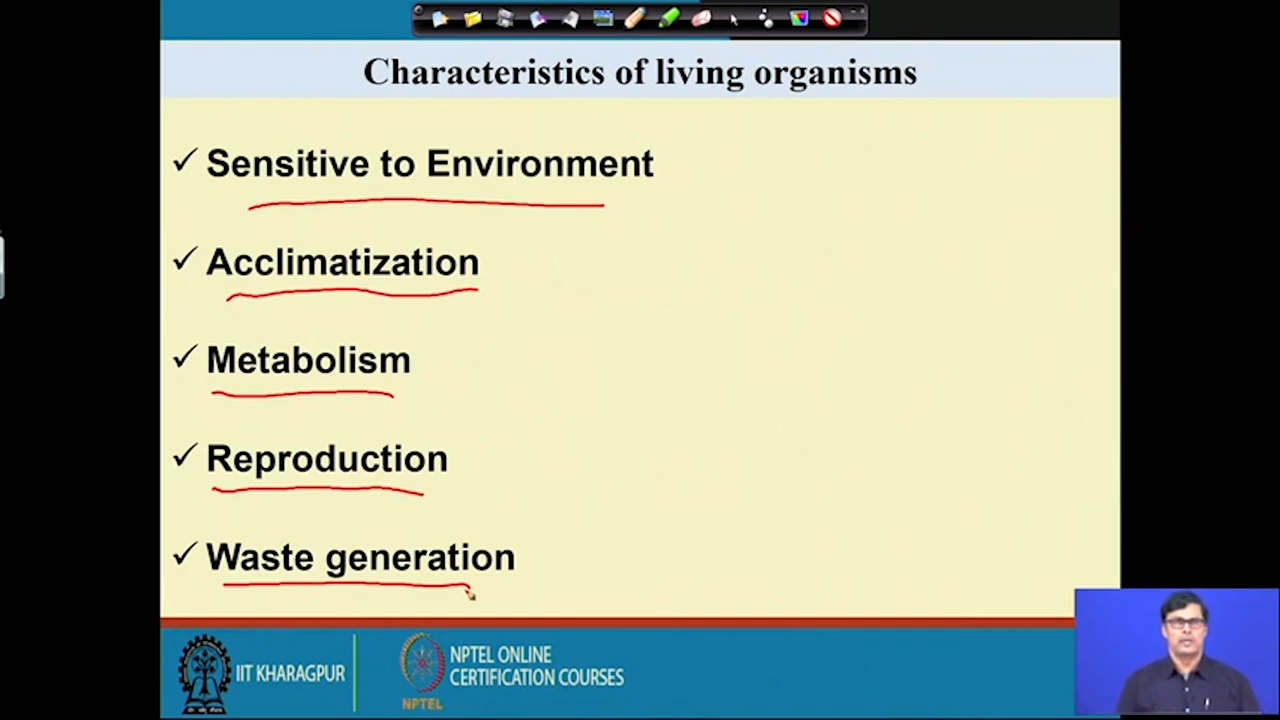 Characteristics of living organisms
✓ Sensitive to Environment
✓ Acclimatization
✓ Metabolism
✓ Reproduction
✓ Waste generation
IIT KHARAGPUR
NPTEL ONLINE
CERTIFICATION COURSES
NPTEL